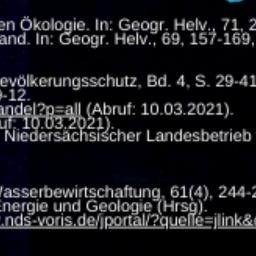 en Ökologie. In: Geogr. Helv., 71, 2
and. In: Geogr. Helv., 69, 157-169,
evölkerungsschutz, Bd. 4, S. 29-41
9-12.
andel?p=all (Abruf: 10.03.2021).
uf: 10.03.2021).
Niedersächsischer Landesbetrieb
Wasserbewirtschaftung, 61(4), 244-2
Energie und Geologie (Hrsg).
.nds-voris.de/jportal/?quelle=jlink&